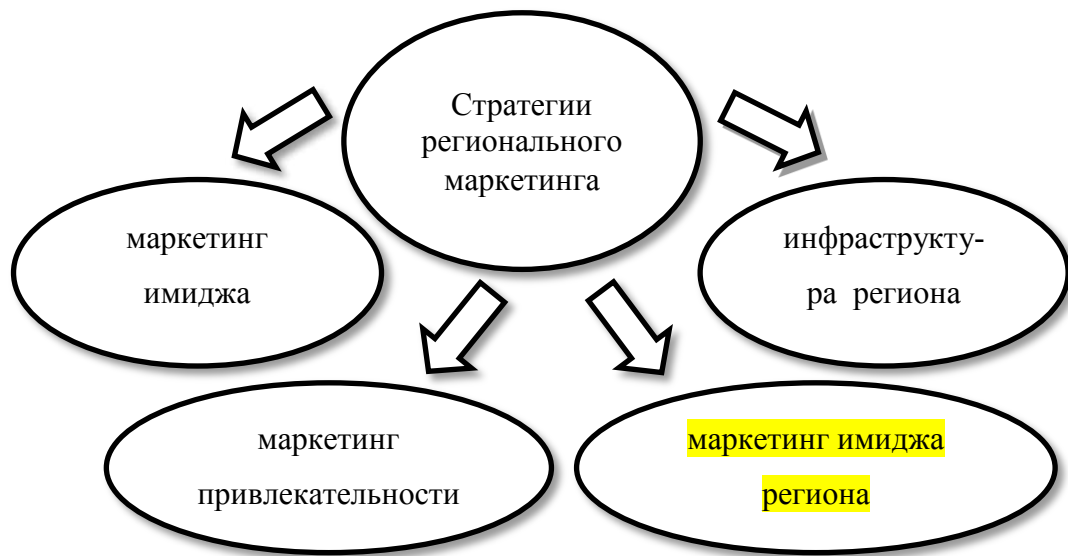 Стратегии
регионального
маркетинга
маркетинг
имиджа
инфраструкту-
ра региона
маркетинг
привлекательности
маркетинг имиджа
региона